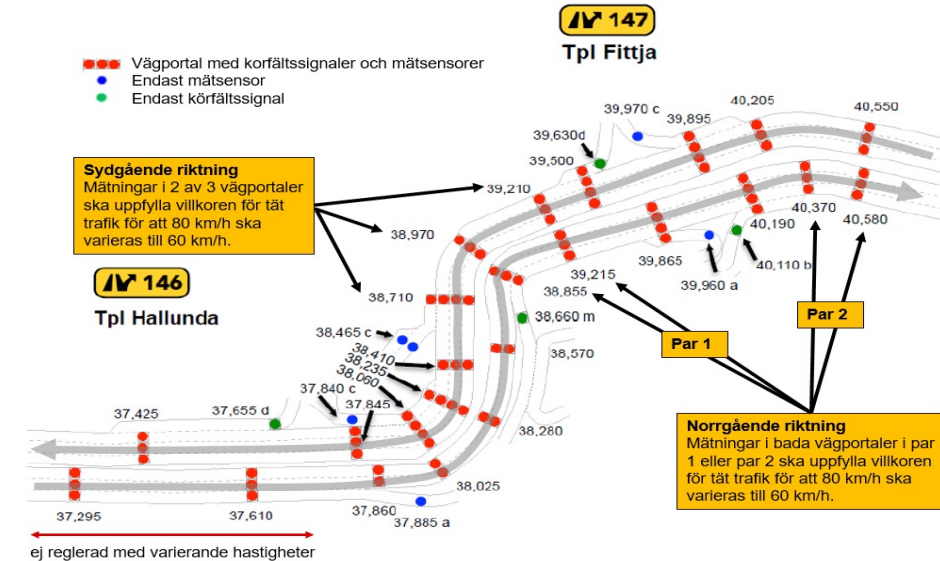 147
Tpl Fittja
Vägportal med korfältssignaler och mätsensorer
Endast mätsensor
Endast körfältssignal
39,970 c
39,895
40,205
40,550
39,630d
39,500
Sydgående riktning
Mätningar i 2 av 3 vägportaler
ska uppfylla villkoren för tät
trafik för att 80 km/h ska
varieras till 60 km/h.
39,210
38,970
40,190
40,370
40,580
39,865
40,110 b
39,960 a
39,215
38,855
146
Tpl Hallunda
38,710
38,660 m
Par 2
Par 1
38,465 c
38,410
38,235
38,060
38,570
37,840 c
37,845
37,425
37,655 d
38,280
Norrgående riktning
Mätningar i bada vägportaler i par
1 eller par 2 ska uppfylla villkoren
för tät trafik för att 80 km/h ska
varieras till 60 km/h.
38,025
37,295
37,610
37,860
37,885 a
ej reglerad med varierande hastigheter